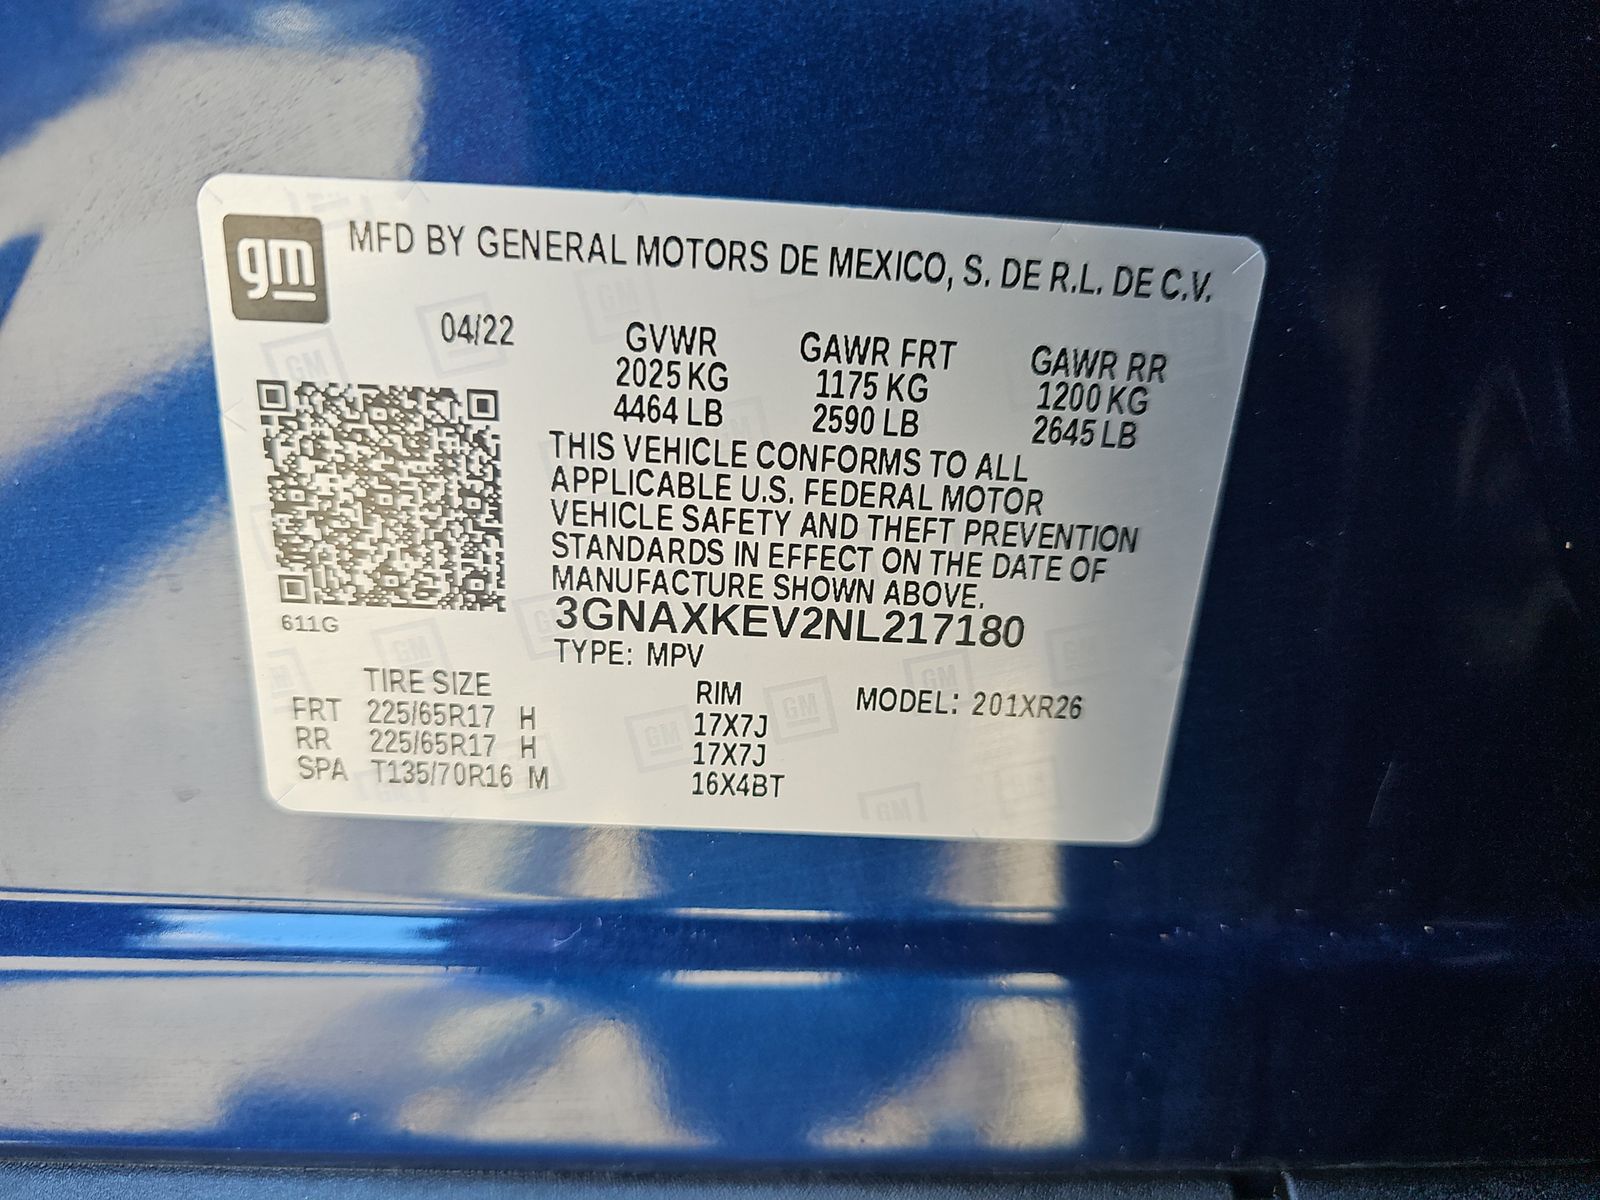 gm MFD BY GENERAL MOTORS DE MEXICO, S. DE R.L. DE C.V.
04/22 GVWR GAWR FRT GAWR RR
2025 KG 1175 KG 1200 KG
4464 LB 2590 LB 2645 LB
THIS VEHICLE CONFORMS TO ALL
APPLICABLE U.S. FEDERAL MOTOR
VEHICLE SAFETY AND THEFT PREVENTION
STANDARDS IN EFFECT ON THE DATE OF
MANUFACTURE SHOWN ABOVE.
611G 3GNAXKEV2NL217180
TYPE: MPV
TIRE SIZE RIM MODEL: 201XR26
FRT 225/65R17 H 17X7J
RR 225/65R17 H 17X7J
SPA T135/70R16 M 16X4BT